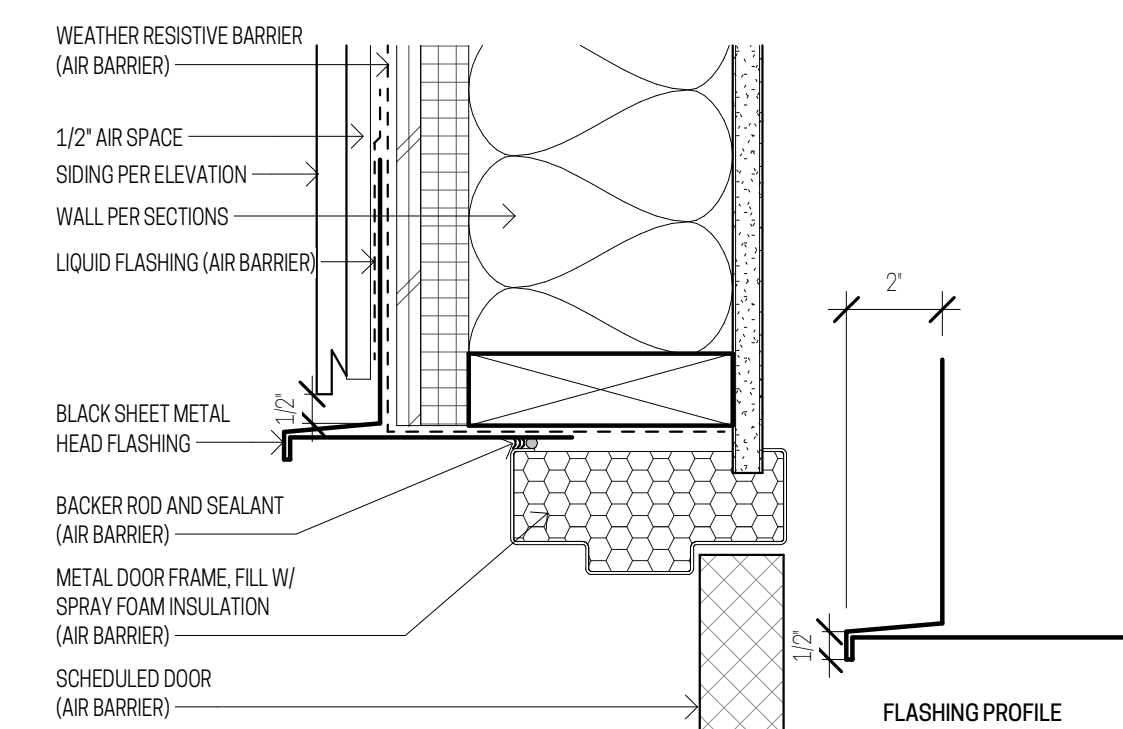 WEATHER RESISTIVE BARRIER
(AIR BARRIER)
1/2" AIR SPACE
SIDING PER ELEVATION
WALL PER SECTIONS
LIQUID FLASHING (AIR BARRIER)
1/2"
BLACK SHEET METAL
HEAD FLASHING
BACKER ROD AND SEALANT
(AIR BARRIER)
METAL DOOR FRAME, FILL W/
SPRAY FOAM INSULATION
(AIR BARRIER)
SCHEDULED DOOR
(AIR BARRIER)
2"
1/2"
FLASHING PROFILE